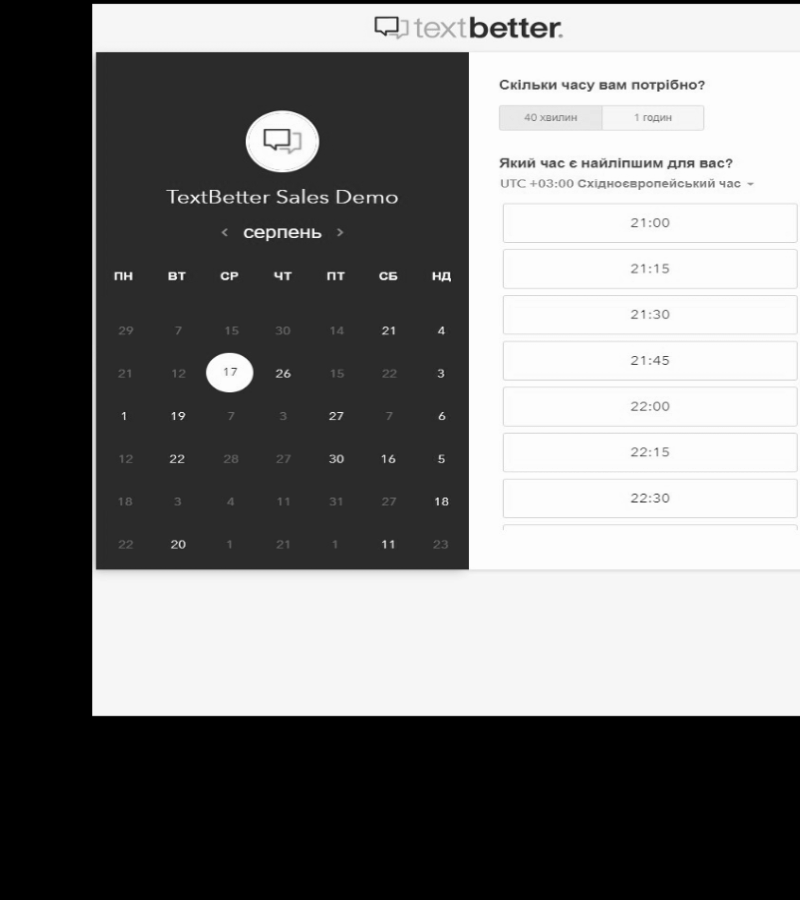 textbetter.
TextBetter Sales Demo
< серпень >
ПН ВТ СР ЧТ ПТ СБ НД
29 7 15 30 14 21 4
21 12 17 26 15 22 3
1 19 7 3 27 7 6
12 22 28 27 30 16 5
18 3 4 11 31 27 18
22 20 1 21 1 11 23
Скільки часу вам потрібно?
40 хвилин 1 годин
Який час є найліпшим для вас?
UTC +03:00 Східноєвропейський час
21:00
21:15
21:30
21:45
22:00
22:15
22:30